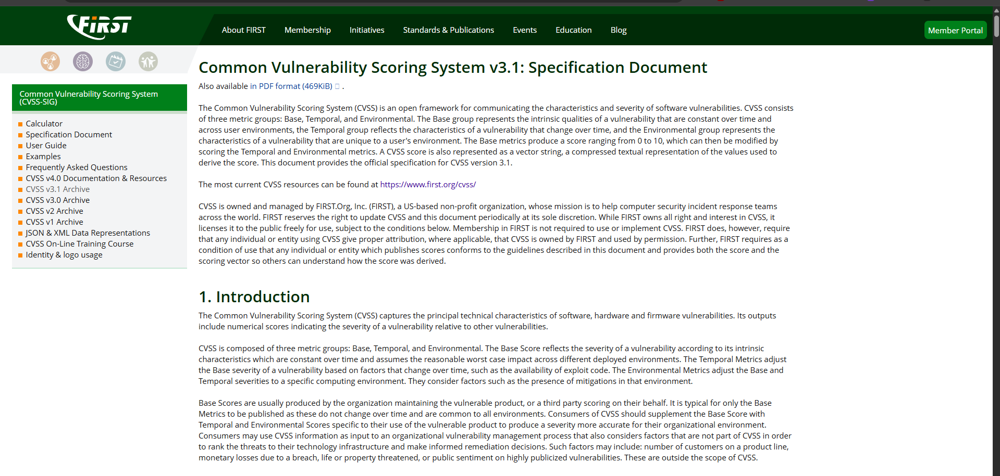 FIRST
About FIRST
Membership
Initiatives
Standards & Publications
Events
Education
Blog
Member Portal
Common Vulnerability Scoring System
(CVSS-SIG)
Calculator
Specification Document
User Guide
Examples
Frequently Asked Questions
CVSS v4.0 Documentation & Resources
CVSS v3.1 Archive
CVSS v3.0 Archive
CVSS v2 Archive
CVSS v1 Archive
JSON & XML Data Representations
CVSS On-Line Training Course
Identity & logo usage
Common Vulnerability Scoring System v3.1: Specification Document
Also available in PDF format (469KiB) .
The Common Vulnerability Scoring System (CVSS) is an open framework for communicating the characteristics and severity of software vulnerabilities. CVSS consists
of three metric groups: Base, Temporal, and Environmental. The Base group represents the intrinsic qualities of a vulnerability that are constant over time and
across user environments, the Temporal group reflects the characteristics of a vulnerability that change over time, and the Environmental group represents the
characteristics of a vulnerability that are unique to a user's environment. The Base metrics produce a score ranging from 0 to 10, which can then be modified by
scoring the Temporal and Environmental metrics. A CVSS score is also represented as a vector string, a compressed textual representation of the values used to
derive the score. This document provides the official specification for CVSS version 3.1.
The most current CVSS resources can be found at https://www.first.org/cvss/
CVSS is owned and managed by FIRST.Org, Inc. (FIRST), a US-based non-profit organization, whose mission is to help computer security incident response teams
across the world. FIRST reserves the right to update CVSS and this document periodically at its sole discretion. While FIRST owns all right and interest in CVSS, it
licenses it to the public freely for use, subject to the conditions below. Membership in FIRST is not required to use or implement CVSS. FIRST does, however, require
that any individual or entity using CVSS give proper attribution, where applicable, that CVSS is owned by FIRST and used by permission. Further, FIRST requires as a
condition of use that any individual or entity which publishes scores conforms to the guidelines described in this document and provides both the score and the
scoring vector so others can understand how the score was derived.
1. Introduction
The Common Vulnerability Scoring System (CVSS) captures the principal technical characteristics of software, hardware and firmware vulnerabilities. Its outputs
include numerical scores indicating the severity of a vulnerability relative to other vulnerabilities.
CVSS is composed of three metric groups: Base, Temporal, and Environmental. The Base Score reflects the severity of a vulnerability according to its intrinsic
characteristics which are constant over time and assumes the reasonable worst case impact across different deployed environments. The Temporal Metrics adjust
the Base severity of a vulnerability based on factors that change over time, such as the availability of exploit code. The Environmental Metrics adjust the Base and
Temporal severities to a specific computing environment. They consider factors such as the presence of mitigations in that environment.
Base Scores are usually produced by the organization maintaining the vulnerable product, or a third party scoring on their behalf. It is typical for only the Base
Metrics to be published as these do not change over time and are common to all environments. Consumers of CVSS should supplement the Base Score with
Temporal and Environmental Scores specific to their use of the vulnerable product to produce a severity more accurate for their organizational environment.
Consumers may use CVSS information as input to an organizational vulnerability management process that also considers factors that are not part of CVSS in order
to rank the threats to their technology infrastructure and make informed remediation decisions. Such factors may include: number of customers on a product line,
monetary losses due to a breach, life or property threatened, or public sentiment on highly publicized vulnerabilities. These are outside the scope of CVSS.